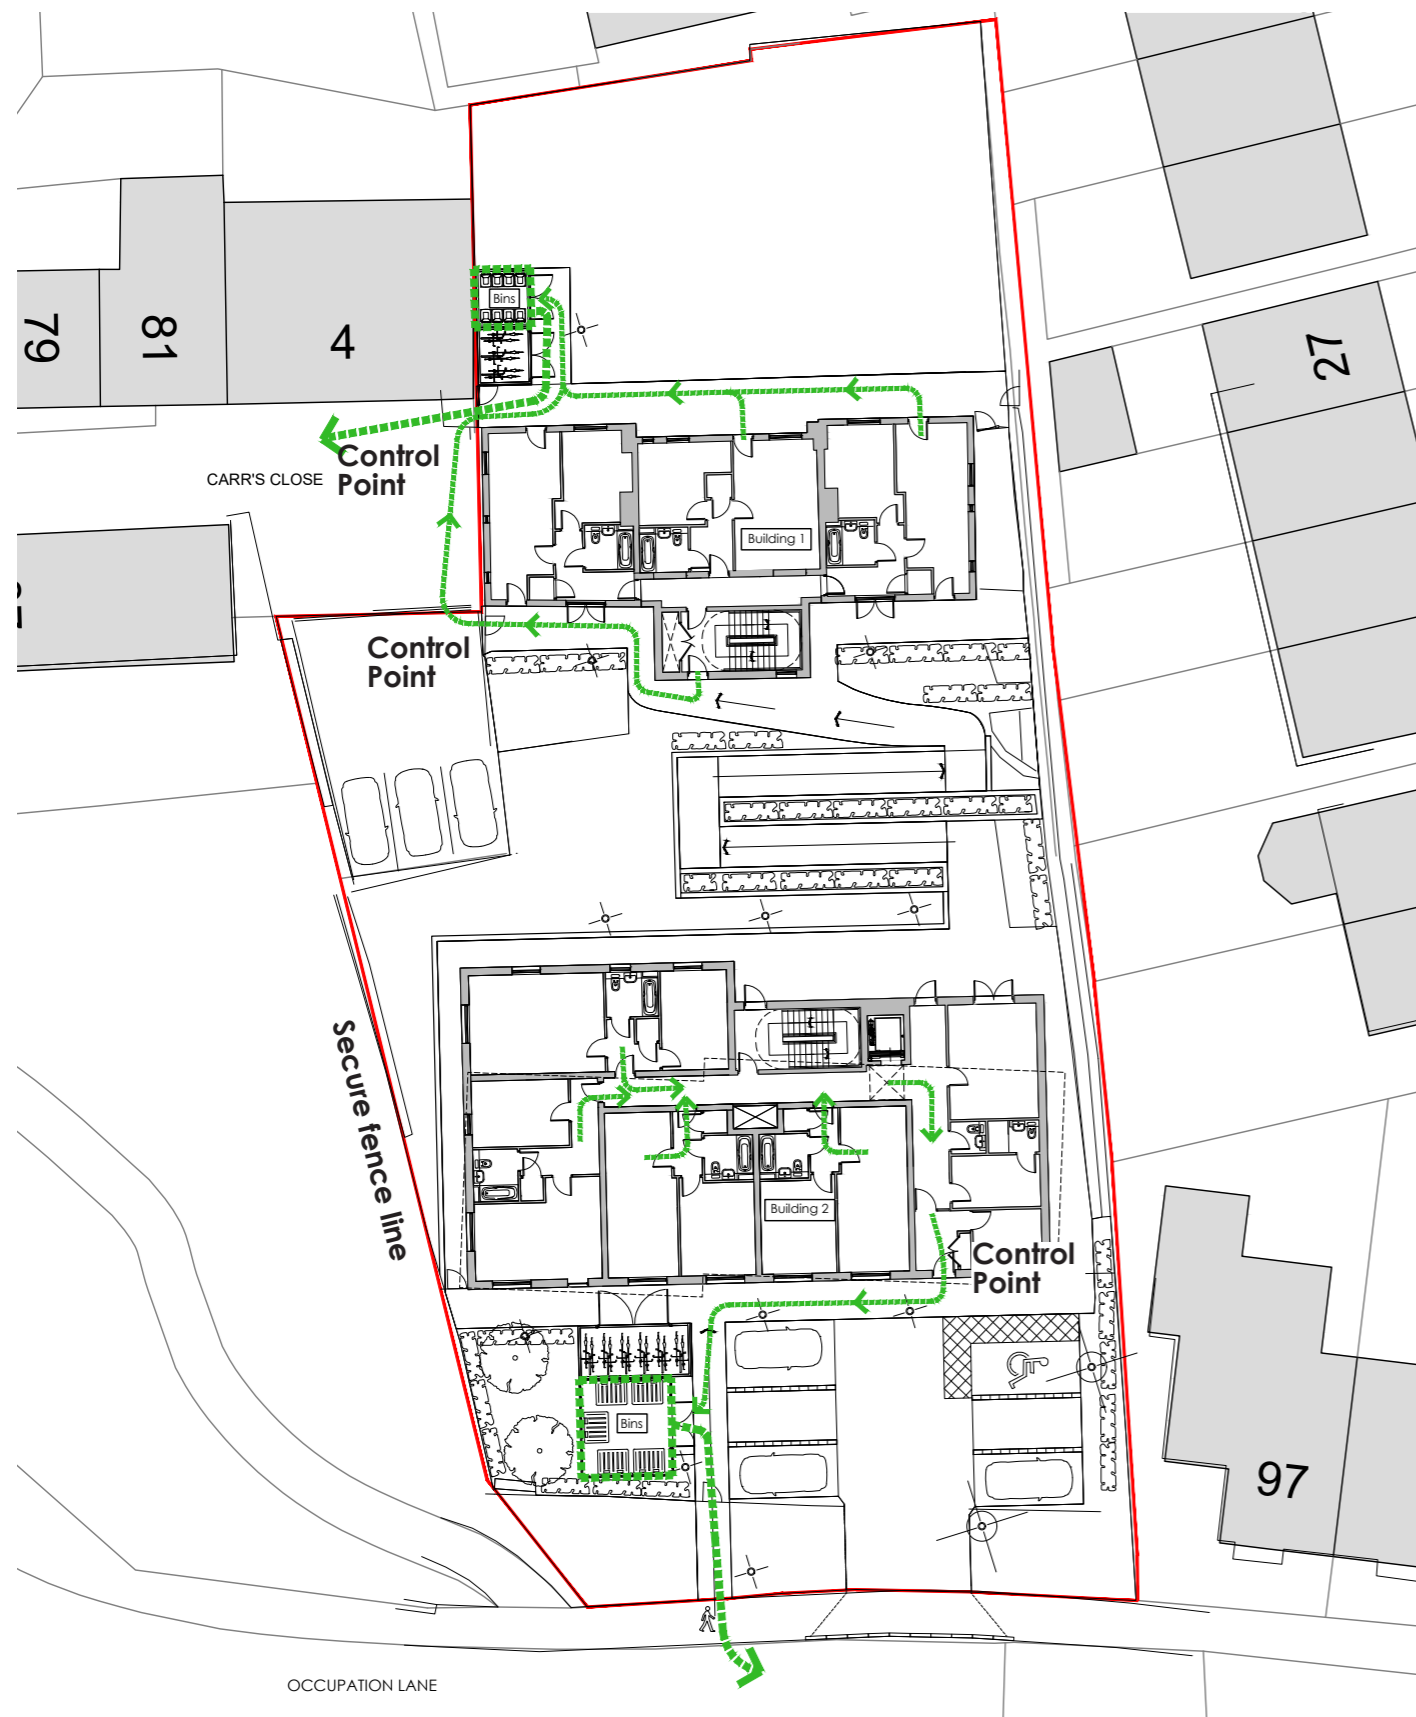 Bins
79
81
4
27
Control
Point
CARR'S CLOSE
Building 1
Control
Point
Secure fence line
Building 2
Control
Point
Bins
97
OCCUPATION LANE